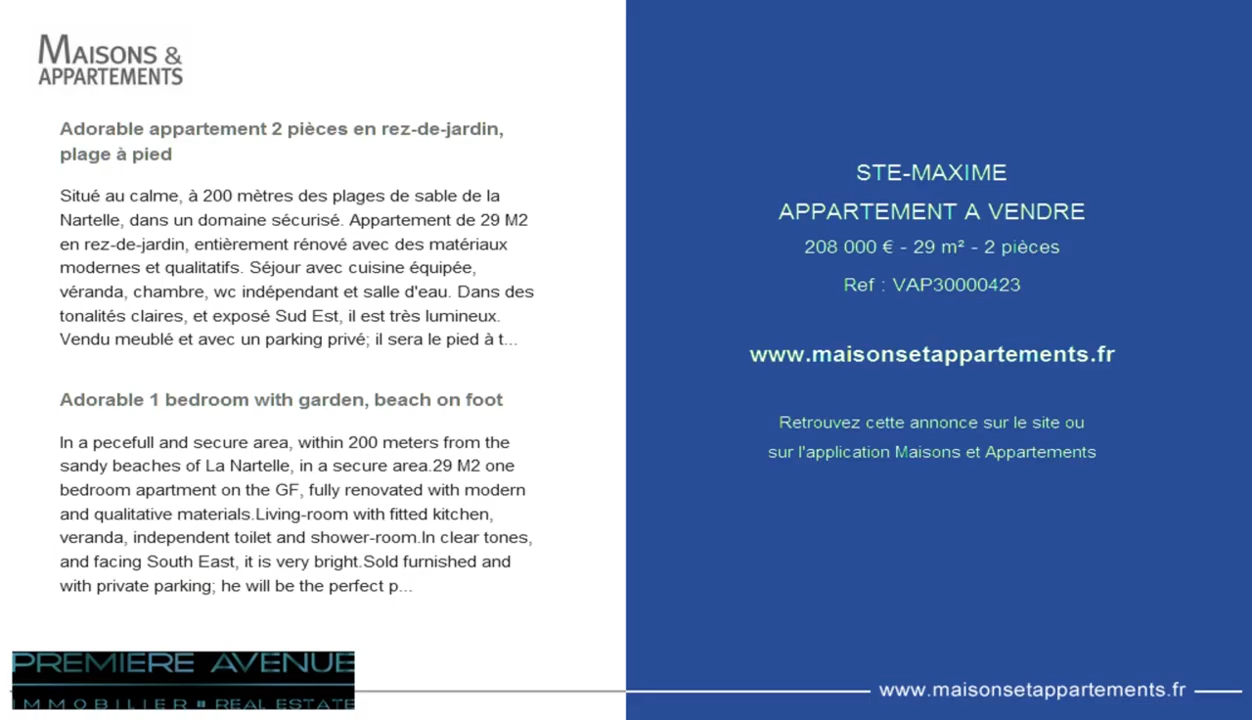 MAISONS &
APPARTEMENTS
Adorable appartement 2 pièces en rez-de-jardin,
plage à pied
Situé au calme, à 200 mètres des plages de sable de la
Nartelle, dans un domaine sécurisé. Appartement de 29 M2
en rez-de-jardin, entièrement rénové avec des matériaux
modernes et qualitatifs. Séjour avec cuisine équipée,
véranda, chambre, wc indépendant et salle d'eau. Dans des
tonalités claires, et exposé Sud Est, il est très lumineux.
Vendu meublé et avec un parking privé; il sera le pied à t...
Adorable 1 bedroom with garden, beach on foot
In a pecefull and secure area, within 200 meters from the
sandy beaches of La Nartelle, in a secure area.29 M2 one
bedroom apartment on the GF, fully renovated with modern
and qualitative materials.Living-room with fitted kitchen,
veranda, independent toilet and shower-room.In clear tones,
and facing South East, it is very bright.Sold furnished and
with private parking; he will be the perfect p...
PREMIERE AVENUE
IMMOBILIER REAL ESTATE
STE-MAXIME
APPARTEMENT A VENDRE
208 000 € - 29 m² - 2 pièces
Ref : VAP30000423
www.maisonsetappartements.fr
Retrouvez cette annonce sur le site ou
sur l'application Maisons et Appartements
www.maisonsetappartements.fr